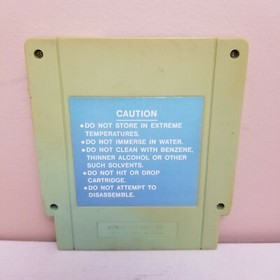 CAUTION
●DO NOT STORE IN EXTREME
TEMPERATURES.
●DO NOT IMMERSE IN WATER.
●DO NOT CLEAN WITH BENZENE,
THINNER ALCOHOL OR OTHER
SUCH SOLVENTS.
●DO NOT HIT OR DROP
CARTRIDGE.
●DO NOT ATTEMPT TO
DISASSEMBLE.